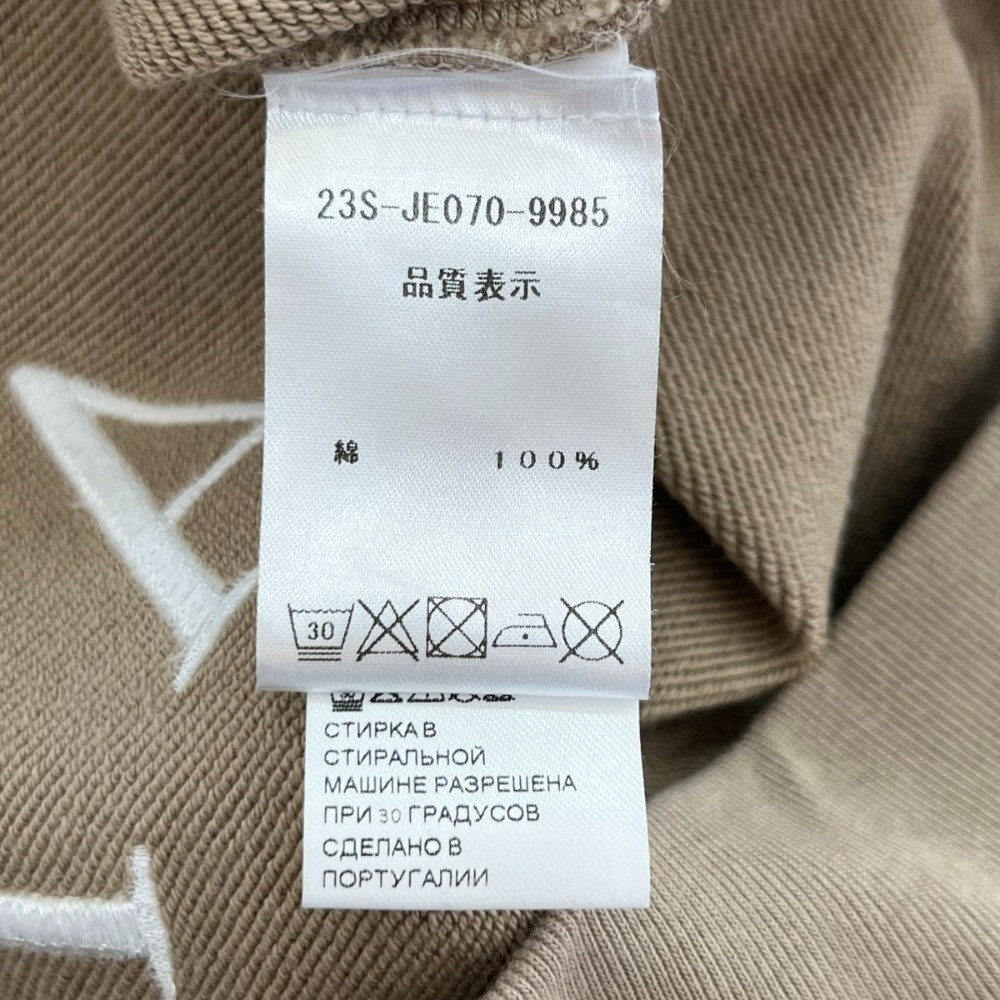 23S-JE070-9985
品質表示
綿 100%
30
СТИРКА В
СТИРАЛЬНОЙ
МАШИНЕ РАЗРЕШЕНА
ПРИ 30 ГРАДУСОВ
СДЕЛАНО В
ПОРТУГАЛИИ